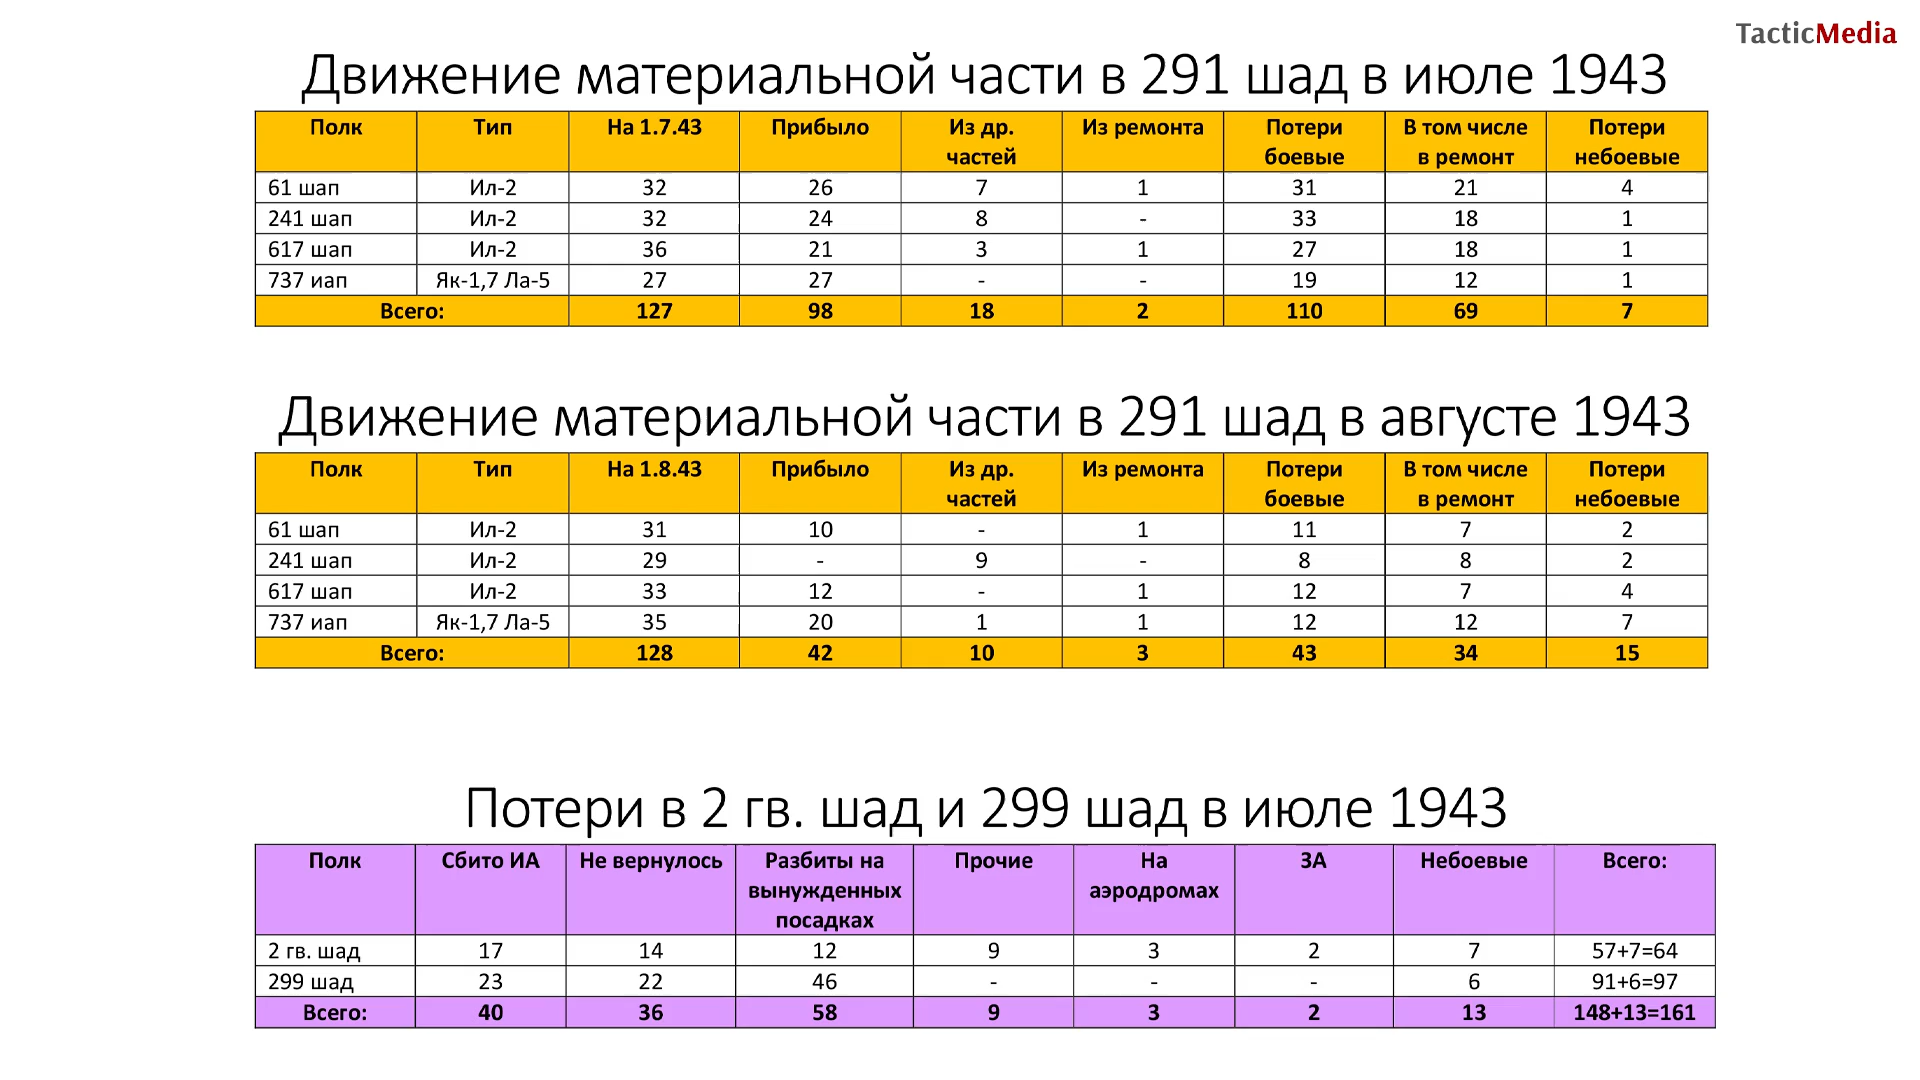 TacticMedia
Движение материальной части в 291 шад в июле 1943
Полк Тип На 1.7.43 Прибыло Из др. частей Из ремонта Потери боевые В том числе в ремонт Потери небоевые
61 шап Ил-2 32 26 7 1 31 21 4
241 шап Ил-2 32 24 8 - 33 18 1
617 шап Ил-2 36 21 3 1 27 18 1
737 иап Як-1,7 Ла-5 27 27 - - 19 12 1
Всего: 127 98 18 2 110 69 7
Движение материальной части в 291 шад в августе 1943
Полк Тип На 1.8.43 Прибыло Из др. частей Из ремонта Потери боевые В том числе в ремонт Потери небоевые
61 шап Ил-2 31 10 - 1 11 7 2
241 шап Ил-2 29 - 9 - 8 8 2
617 шап Ил-2 33 12 - 1 12 7 4
737 иап Як-1,7 Ла-5 35 20 1 1 12 12 7
Всего: 128 42 10 3 43 34 15
Потери в 2 гв. шад и 299 шад в июле 1943
Полк Сбито ИА Не вернулось Разбиты на вынужденных посадках Прочие На аэродромах ЗА Небоевые Всего:
2 гв. шад 17 14 12 9 3 2 7 57+7=64
299 шад 23 22 46 - - - 6 91+6=97
Всего: 40 36 58 9 3 2 13 148+13=161